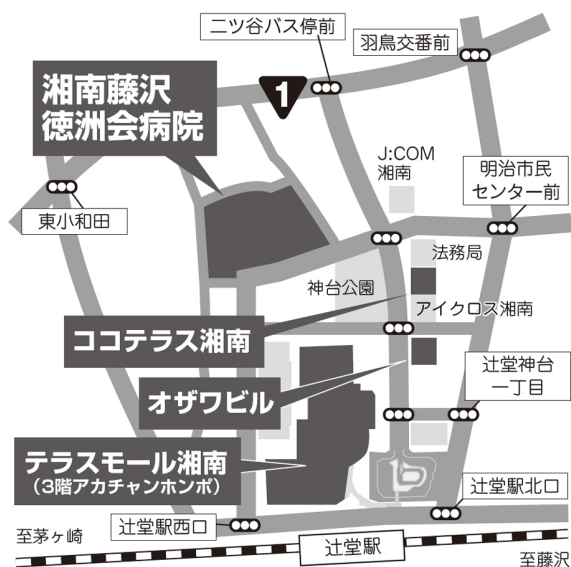 二ツ谷バス停前
羽鳥交番前
湘南藤沢
徳洲会病院
1
J:COM
湘南
明治市民
センター前
東小和田
法務局
神台公園
アイクロス湘南
ココテラス湘南
オザワビル
辻堂神台
一丁目
テラスモール湘南
(3階アカチャンホンポ)
辻堂駅北口
辻堂駅西口
至茅ヶ崎
辻堂駅
至藤沢